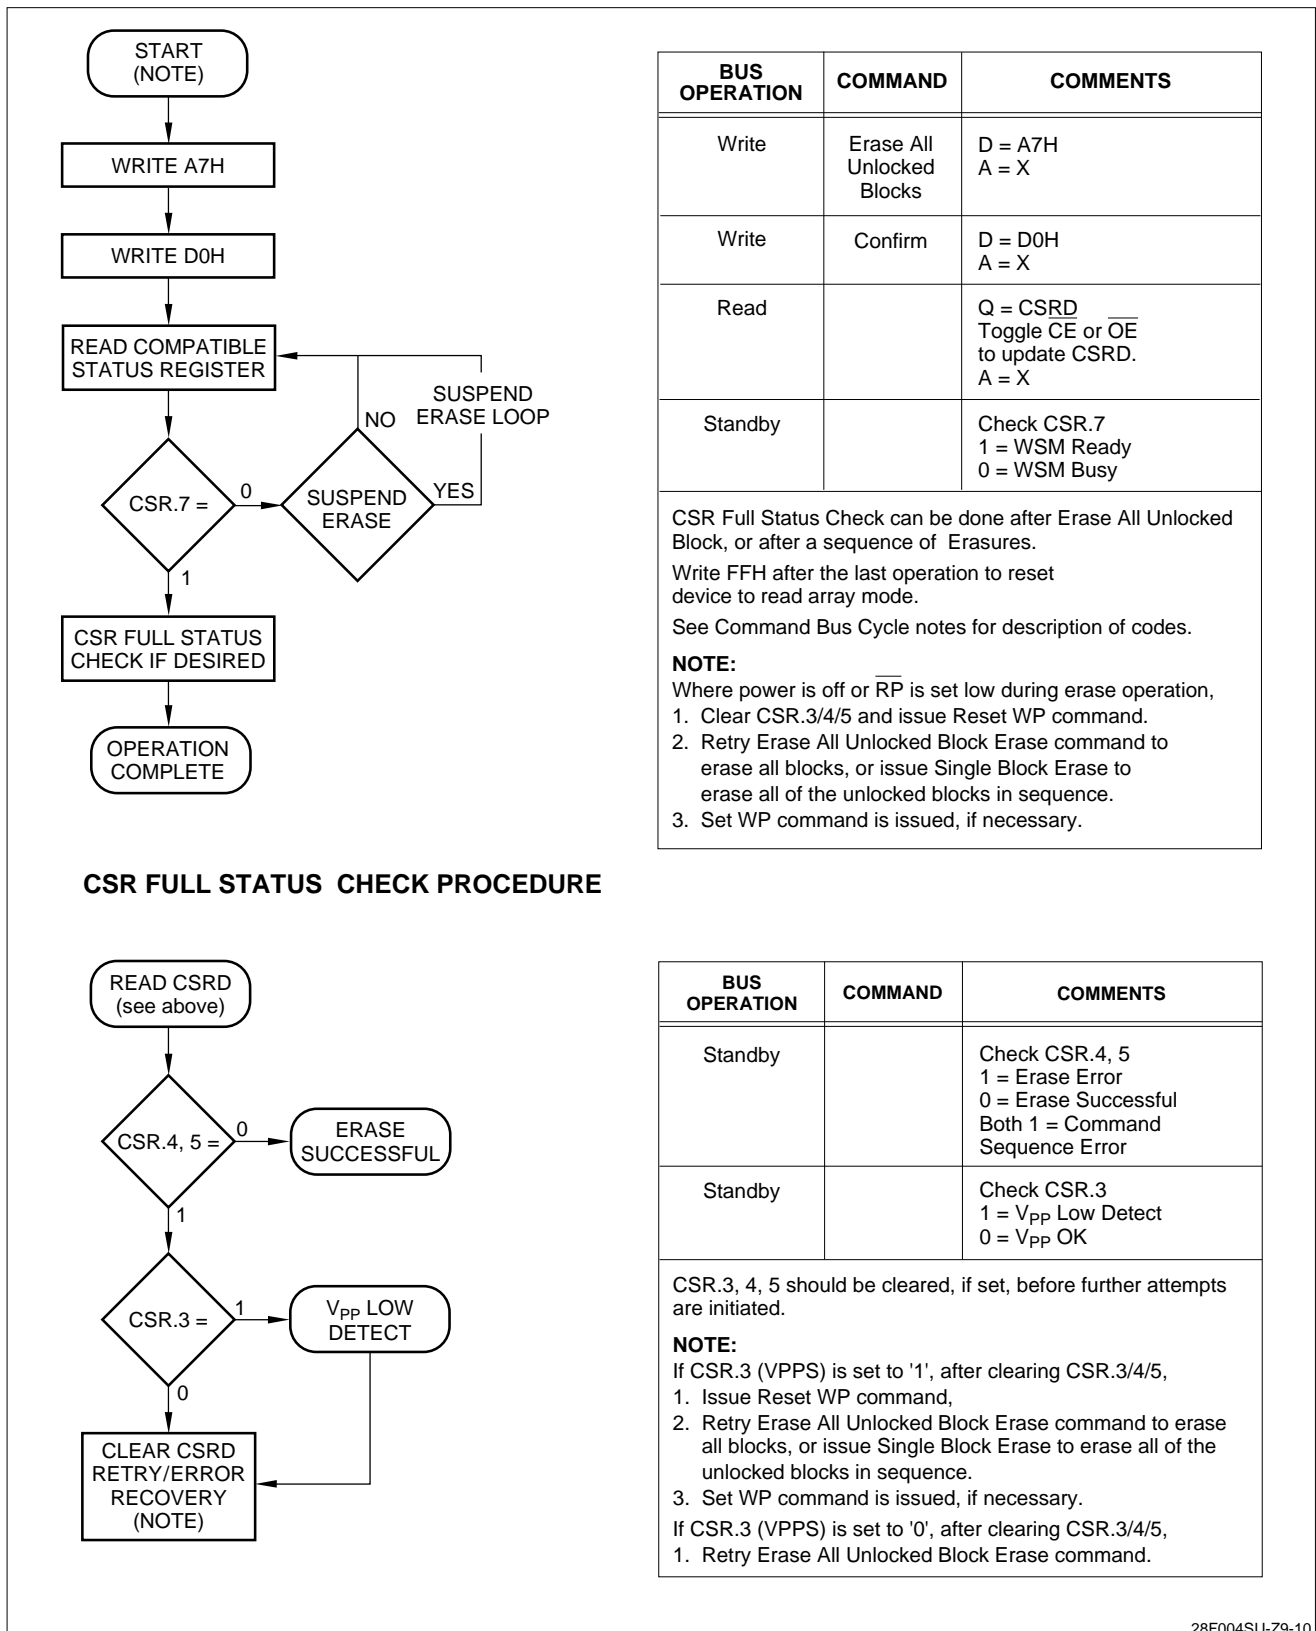 START
(NOTE)
WRITE A7H
WRITE D0H
READ COMPATIBLE
STATUS REGISTER
SUSPEND
ERASE LOOP
NO
CSR.7 =
0
SUSPEND
ERASE
YES
1
CSR FULL STATUS
CHECK IF DESIRED
OPERATION
COMPLETE
BUS
OPERATION
COMMAND
COMMENTS
Write
Erase All
Unlocked
Blocks
D = A7H
A = X
Write
Confirm
D = D0H
A = X
Read
Q = CSRD
Toggle C̅E̅ or O̅E̅
to update CSRD.
A = X
Standby
Check CSR.7
1 = WSM Ready
0 = WSM Busy
CSR Full Status Check can be done after Erase All Unlocked
Block, or after a sequence of Erasures.
Write FFH after the last operation to reset
device to read array mode.
See Command Bus Cycle notes for description of codes.
NOTE:
Where power is off or R̅P̅ is set low during erase operation,
1. Clear CSR.3/4/5 and issue Reset WP command.
2. Retry Erase All Unlocked Block Erase command to
erase all blocks, or issue Single Block Erase to
erase all of the unlocked blocks in sequence.
3. Set WP command is issued, if necessary.
CSR FULL STATUS CHECK PROCEDURE
READ CSRD
(see above)
CSR.4, 5 =
0
ERASE
SUCCESSFUL
1
CSR.3 =
1
VPP LOW
DETECT
0
CLEAR CSRD
RETRY/ERROR
RECOVERY
(NOTE)
BUS
OPERATION
COMMAND
COMMENTS
Standby
Check CSR.4, 5
1 = Erase Error
0 = Erase Successful
Both 1 = Command
Sequence Error
Standby
Check CSR.3
1 = VPP Low Detect
0 = VPP OK
CSR.3, 4, 5 should be cleared, if set, before further attempts
are initiated.
NOTE:
If CSR.3 (VPPS) is set to '1', after clearing CSR.3/4/5,
1. Issue Reset WP command,
2. Retry Erase All Unlocked Block Erase command to erase
all blocks, or issue Single Block Erase to erase all of the
unlocked blocks in sequence.
3. Set WP command is issued, if necessary.
If CSR.3 (VPPS) is set to '0', after clearing CSR.3/4/5,
1. Retry Erase All Unlocked Block Erase command.
28F004SU-Z9-10